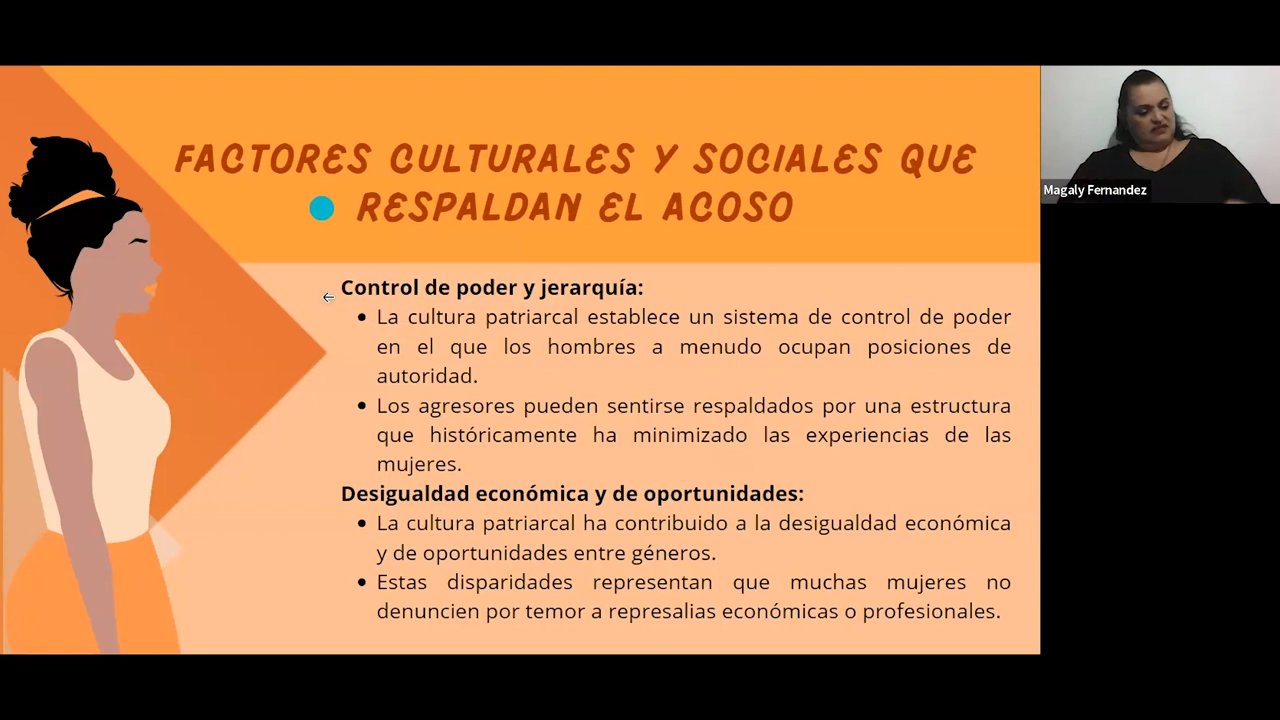 FACTORES CULTURALES Y SOCIALES QUE
RESPALDAN EL ACOSO
Magaly Fernandez
Control de poder y jerarquía:
• La cultura patriarcal establece un sistema de control de poder
en el que los hombres a menudo ocupan posiciones de
autoridad.
• Los agresores pueden sentirse respaldados por una estructura
que históricamente ha minimizado las experiencias de las
mujeres.
Desigualdad económica y de oportunidades:
• La cultura patriarcal ha contribuido a la desigualdad económica
y de oportunidades entre géneros.
• Estas disparidades representan que muchas mujeres no
denuncien por temor a represalias económicas o profesionales.